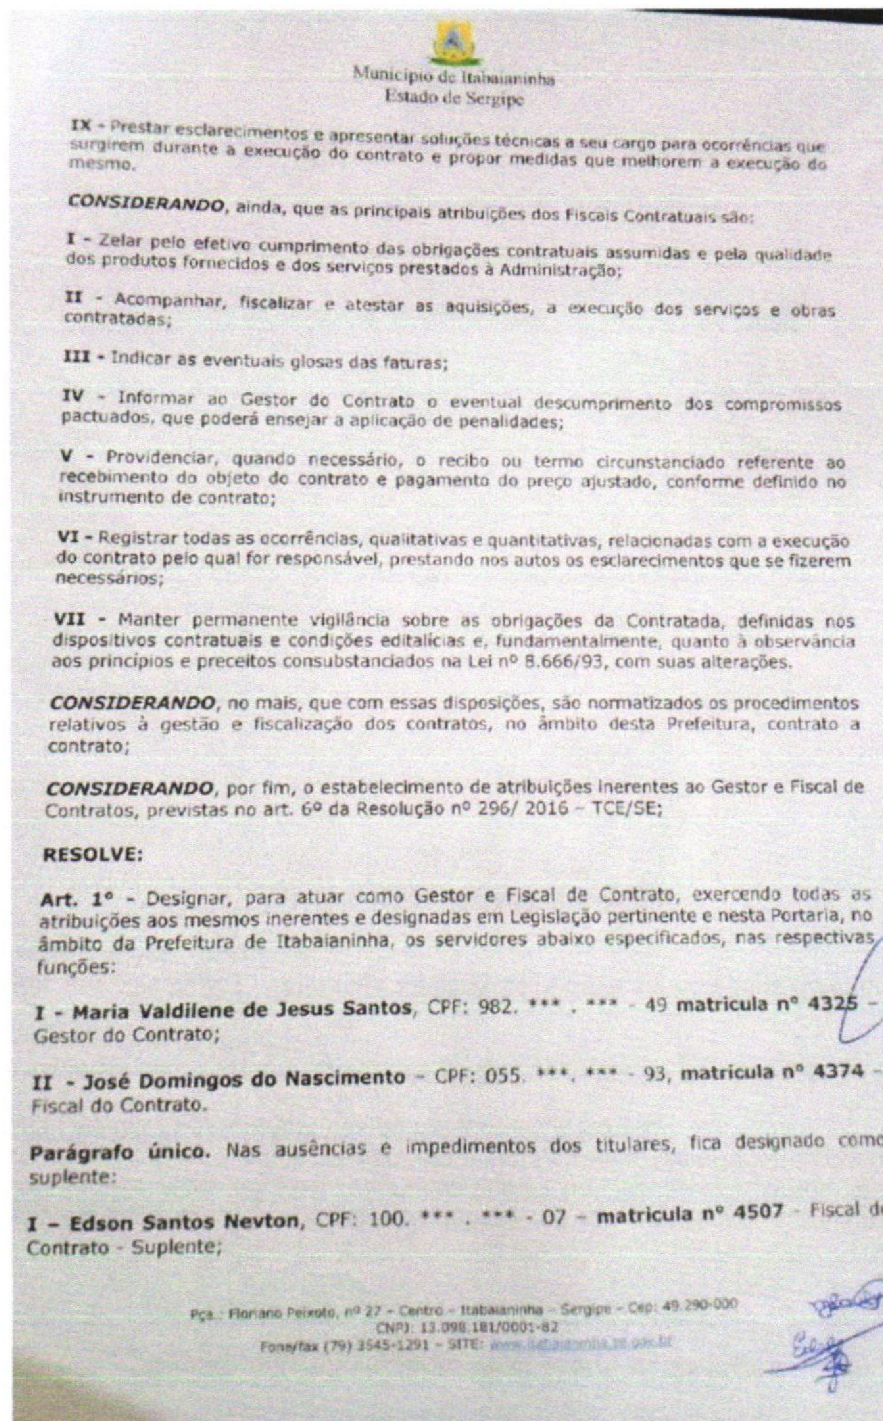 Município de Itabaianinha
Estado de Sergipe
IX - Prestar esclarecimentos e apresentar soluções técnicas a seu cargo para ocorrências que
surgirem durante a execução do contrato e propor medidas que melhorem a execução do
mesmo.
CONSIDERANDO, ainda, que as principais atribuições dos Fiscais Contratuais são:
I - Zelar pelo efetivo cumprimento das obrigações contratuais assumidas e pela qualidade
dos produtos fornecidos e dos serviços prestados à Administração;
II - Acompanhar, fiscalizar e atestar as aquisições, a execução dos serviços e obras
contratadas;
III - Indicar as eventuais glosas das faturas;
IV - Informar ao Gestor do Contrato o eventual descumprimento dos compromissos
pactuados, que poderá ensejar a aplicação de penalidades;
V - Providenciar, quando necessário, o recibo ou termo circunstanciado referente ao
recebimento do objeto do contrato e pagamento do preço ajustado, conforme definido no
instrumento de contrato;
VI - Registrar todas as ocorrências, qualitativas e quantitativas, relacionadas com a execução
do contrato pelo qual for responsável, prestando nos autos os esclarecimentos que se fizerem
necessários;
VII - Manter permanente vigilância sobre as obrigações da Contratada, definidas nos
dispositivos contratuais e condições editalícias e, fundamentalmente, quanto à observância
aos princípios e preceitos consubstanciados na Lei nº 8.666/93, com suas alterações.
CONSIDERANDO, no mais, que com essas disposições, são normatizados os procedimentos
relativos à gestão e fiscalização dos contratos, no âmbito desta Prefeitura, contrato a
contrato;
CONSIDERANDO, por fim, o estabelecimento de atribuições inerentes ao Gestor e Fiscal de
Contratos, previstas no art. 6º da Resolução nº 296/ 2016 – TCE/SE;
RESOLVE:
Art. 1º - Designar, para atuar como Gestor e Fiscal de Contrato, exercendo todas as
atribuições aos mesmos inerentes e designadas em Legislação pertinente e nesta Portaria, no
âmbito da Prefeitura de Itabaianinha, os servidores abaixo especificados, nas respectivas
funções:
I - Maria Valdilene de Jesus Santos, CPF: 982. *** . *** - 49 matricula nº 4325 –
Gestor do Contrato;
II - José Domingos do Nascimento – CPF: 055. ***. *** - 93, matricula nº 4374 –
Fiscal do Contrato.
Parágrafo único. Nas ausências e impedimentos dos titulares, fica designado como
suplente:
I – Edson Santos Nevton, CPF: 100. *** . *** - 07 – matricula nº 4507 - Fiscal de
Contrato - Suplente;
Pça.: Floriano Peixoto, nº 27 – Centro – Itabaianinha – Sergipe – Cep: 49.290-000
CNPJ: 13.098.181/0001-82
Fone/fax (79) 3545-1291 – SITE: www.itabaianinha.se.gov.br